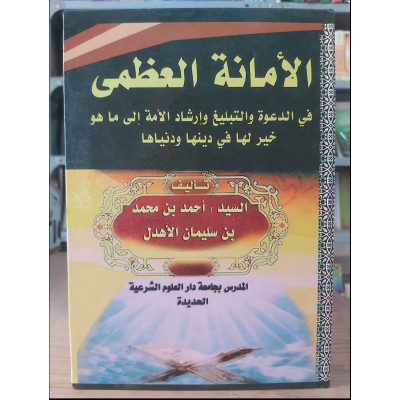 الأمانة العظمى
في الدعوة والتبليغ وإرشاد الأمة إلى ما هو
خير لها في دينها ودنياها
تأليف
السيد : أحمد بن محمد
بن سليمان الأهدل
المدرس بجامعة دار العلوم الشرعية
الحديدة